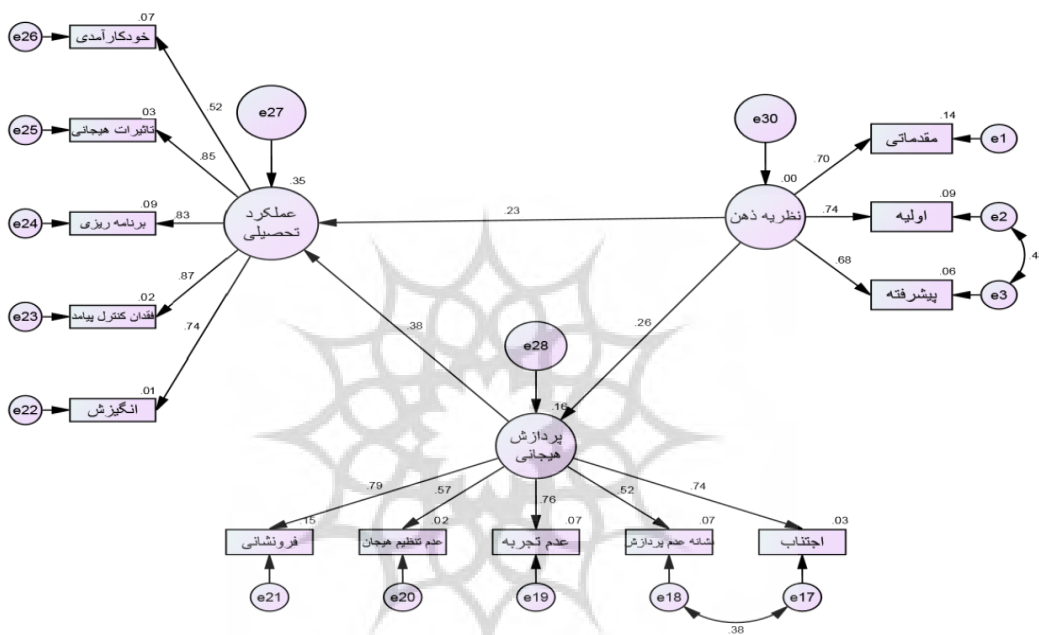 .07
e26
خودکارآمدی
.52
e27
e30
.03
e25
تاثیرات هیجانی
.14
مقدماتی
e1
.70
.85
.35
.00
.09
e24
برنامه ریزی
.83
عملکرد
تحصیلی
.23
نظریه ذهن
.74
.09
اولیه
e2
.87
.02
e23
فقدان کنترل پیامد
.74
.68
.06
پیشرفته
e3
.4
.38
.26
e28
.01
e22
انگیزش
.16
پردازش
هیجانی
.79
.57
.76
.52
.74
.15
فرونشانی
.02
عدم تنظیم هیجان
.07
عدم تجربه
.07
نشانه عدم پردازش
.03
اجتناب
e21
e20
e19
e18
e17
.38